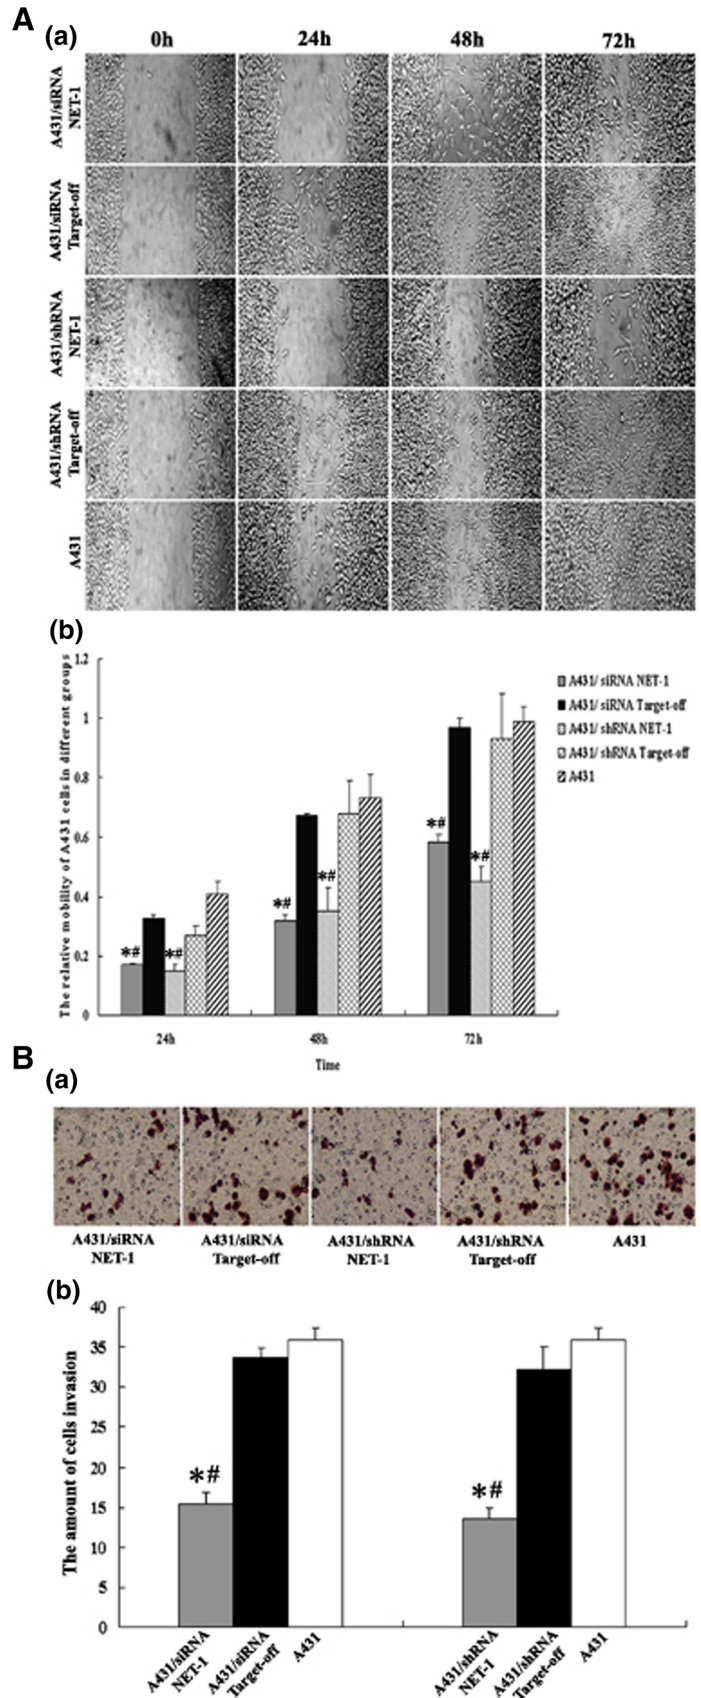 A
(a)
0h 24h 48h 72h
A431/siRNA
NET-1
A431/siRNA
Target-off
A431/shRNA
NET-1
A431/shRNA
Target-off
A431
(b)
The relative mobility of A431 cells in different groups
1.2
1
0.8
0.6
0.4
0.2
0
*# *# *# *# *# *#
A431/ siRNA NET-1
A431/ siRNA Target-off
A431/ shRNA NET-1
A431/ shRNA Target-off
A431
24h 48h 72h
Time
B
(a)
A431/siRNA
NET-1
A431/siRNA
Target-off
A431/shRNA
NET-1
A431/shRNA
Target-off
A431
(b)
The amount of cells invasion
40
35
30
25
20
15
10
5
0
*# *#
A431/siRNA
NET-1
A431/siRNA
Target-off
A431
A431/shRNA
NET-1
A431/shRNA
Target-off
A431